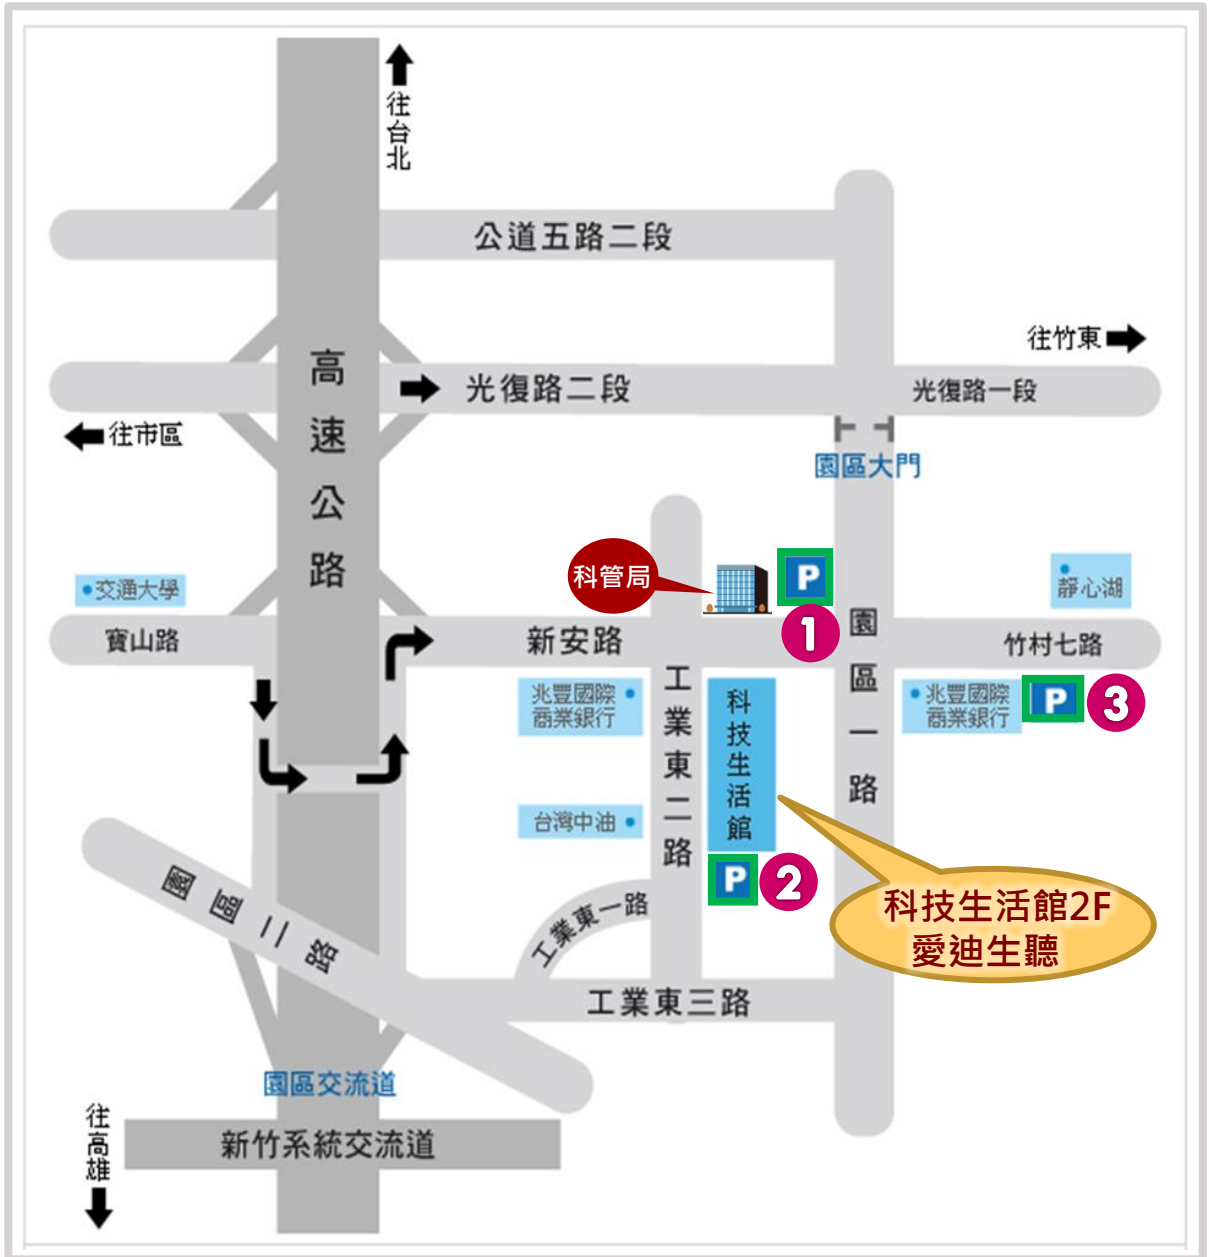 往台北
公道五路二段
往竹東
高速公路
光復路二段
光復路一段
往市區
園區大門
科管局
P
1
交通大學
靜心湖
寶山路
新安路
園區一路
竹村七路
兆豐國際
商業銀行
工業東二路
科技生活館
兆豐國際
商業銀行
P
3
台灣中油
P
2
園區二路
工業東一路
科技生活館2F
愛迪生聽
工業東三路
園區交流道
往高雄
新竹系統交流道